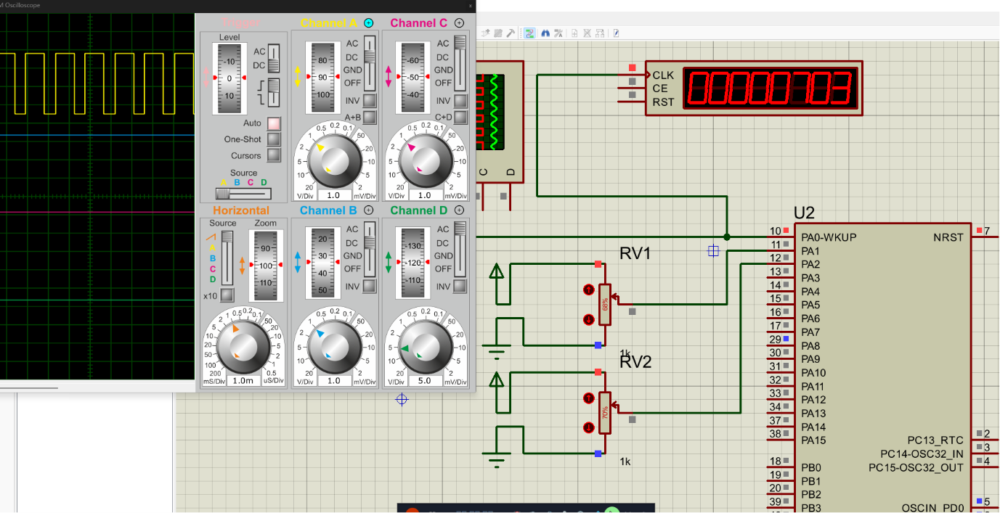 M Oscilloscope
Trigger
Level
-10
0
10
AC
DC
Auto
One-Shot
Cursors
Source
A B C D
Channel A
80
90
100
AC
DC
GND
OFF
INV
A+B
0.5 0.2 0.1
1 50
2 20
5 10
10 5
20 2
V/Div 1.0 mV/Div
Channel C
-60
-50
-40
AC
DC
GND
OFF
INV
C+D
0.5 0.2 0.1
1 50
2 20
5 10
10 5
20 2
V/Div 1.0 mV/Div
Horizontal
Source
A
B
C
D
x10
Zoom
90
100
110
0.5 0.2 0.1
1
2 50
5 20
10 10
20 5
50 2
100 1
200 0.5
mS/Div 1.0m uS/Div
Channel B
20
30
40
50
AC
DC
GND
OFF
INV
0.5 0.2 0.1
1 50
2 20
5 10
10 5
20 2
V/Div 1.0 mV/Div
Channel D
-130
-120
-110
AC
DC
GND
OFF
INV
0.5 0.2 0.1
1 50
2 20
5 10
10 5
20 2
V/Div 5.0 mV/Div
C D
CLK
CE
RST
00000703
RV1
68%
1k
RV2
70%
1k
U2
10 PA0-WKUP
11 PA1
12 PA2
13 PA3
14 PA4
15 PA5
16 PA6
17 PA7
29 PA8
30 PA9
31 PA10
32 PA11
33 PA12
34 PA13
37 PA14
38 PA15
18 PB0
19 PB1
20 PB2
39 PB3
NRST 7
PC13_RTC 2
PC14-OSC32_IN 3
PC15-OSC32_OUT 4
OSCIN_PD0 5